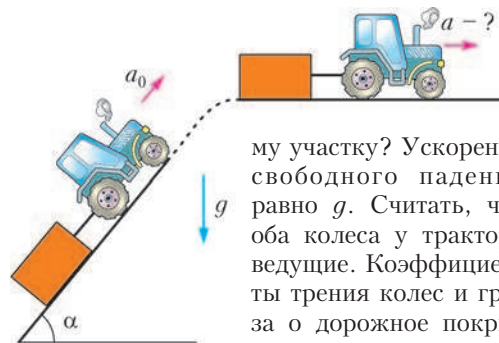 a – ?
a₀
g
α
му участку? Ускорен
свободного паден
равно g. Считать, ч
оба колеса у тракто
ведущие. Коэффицие
ты трения колес и гр
за о дорожное покр